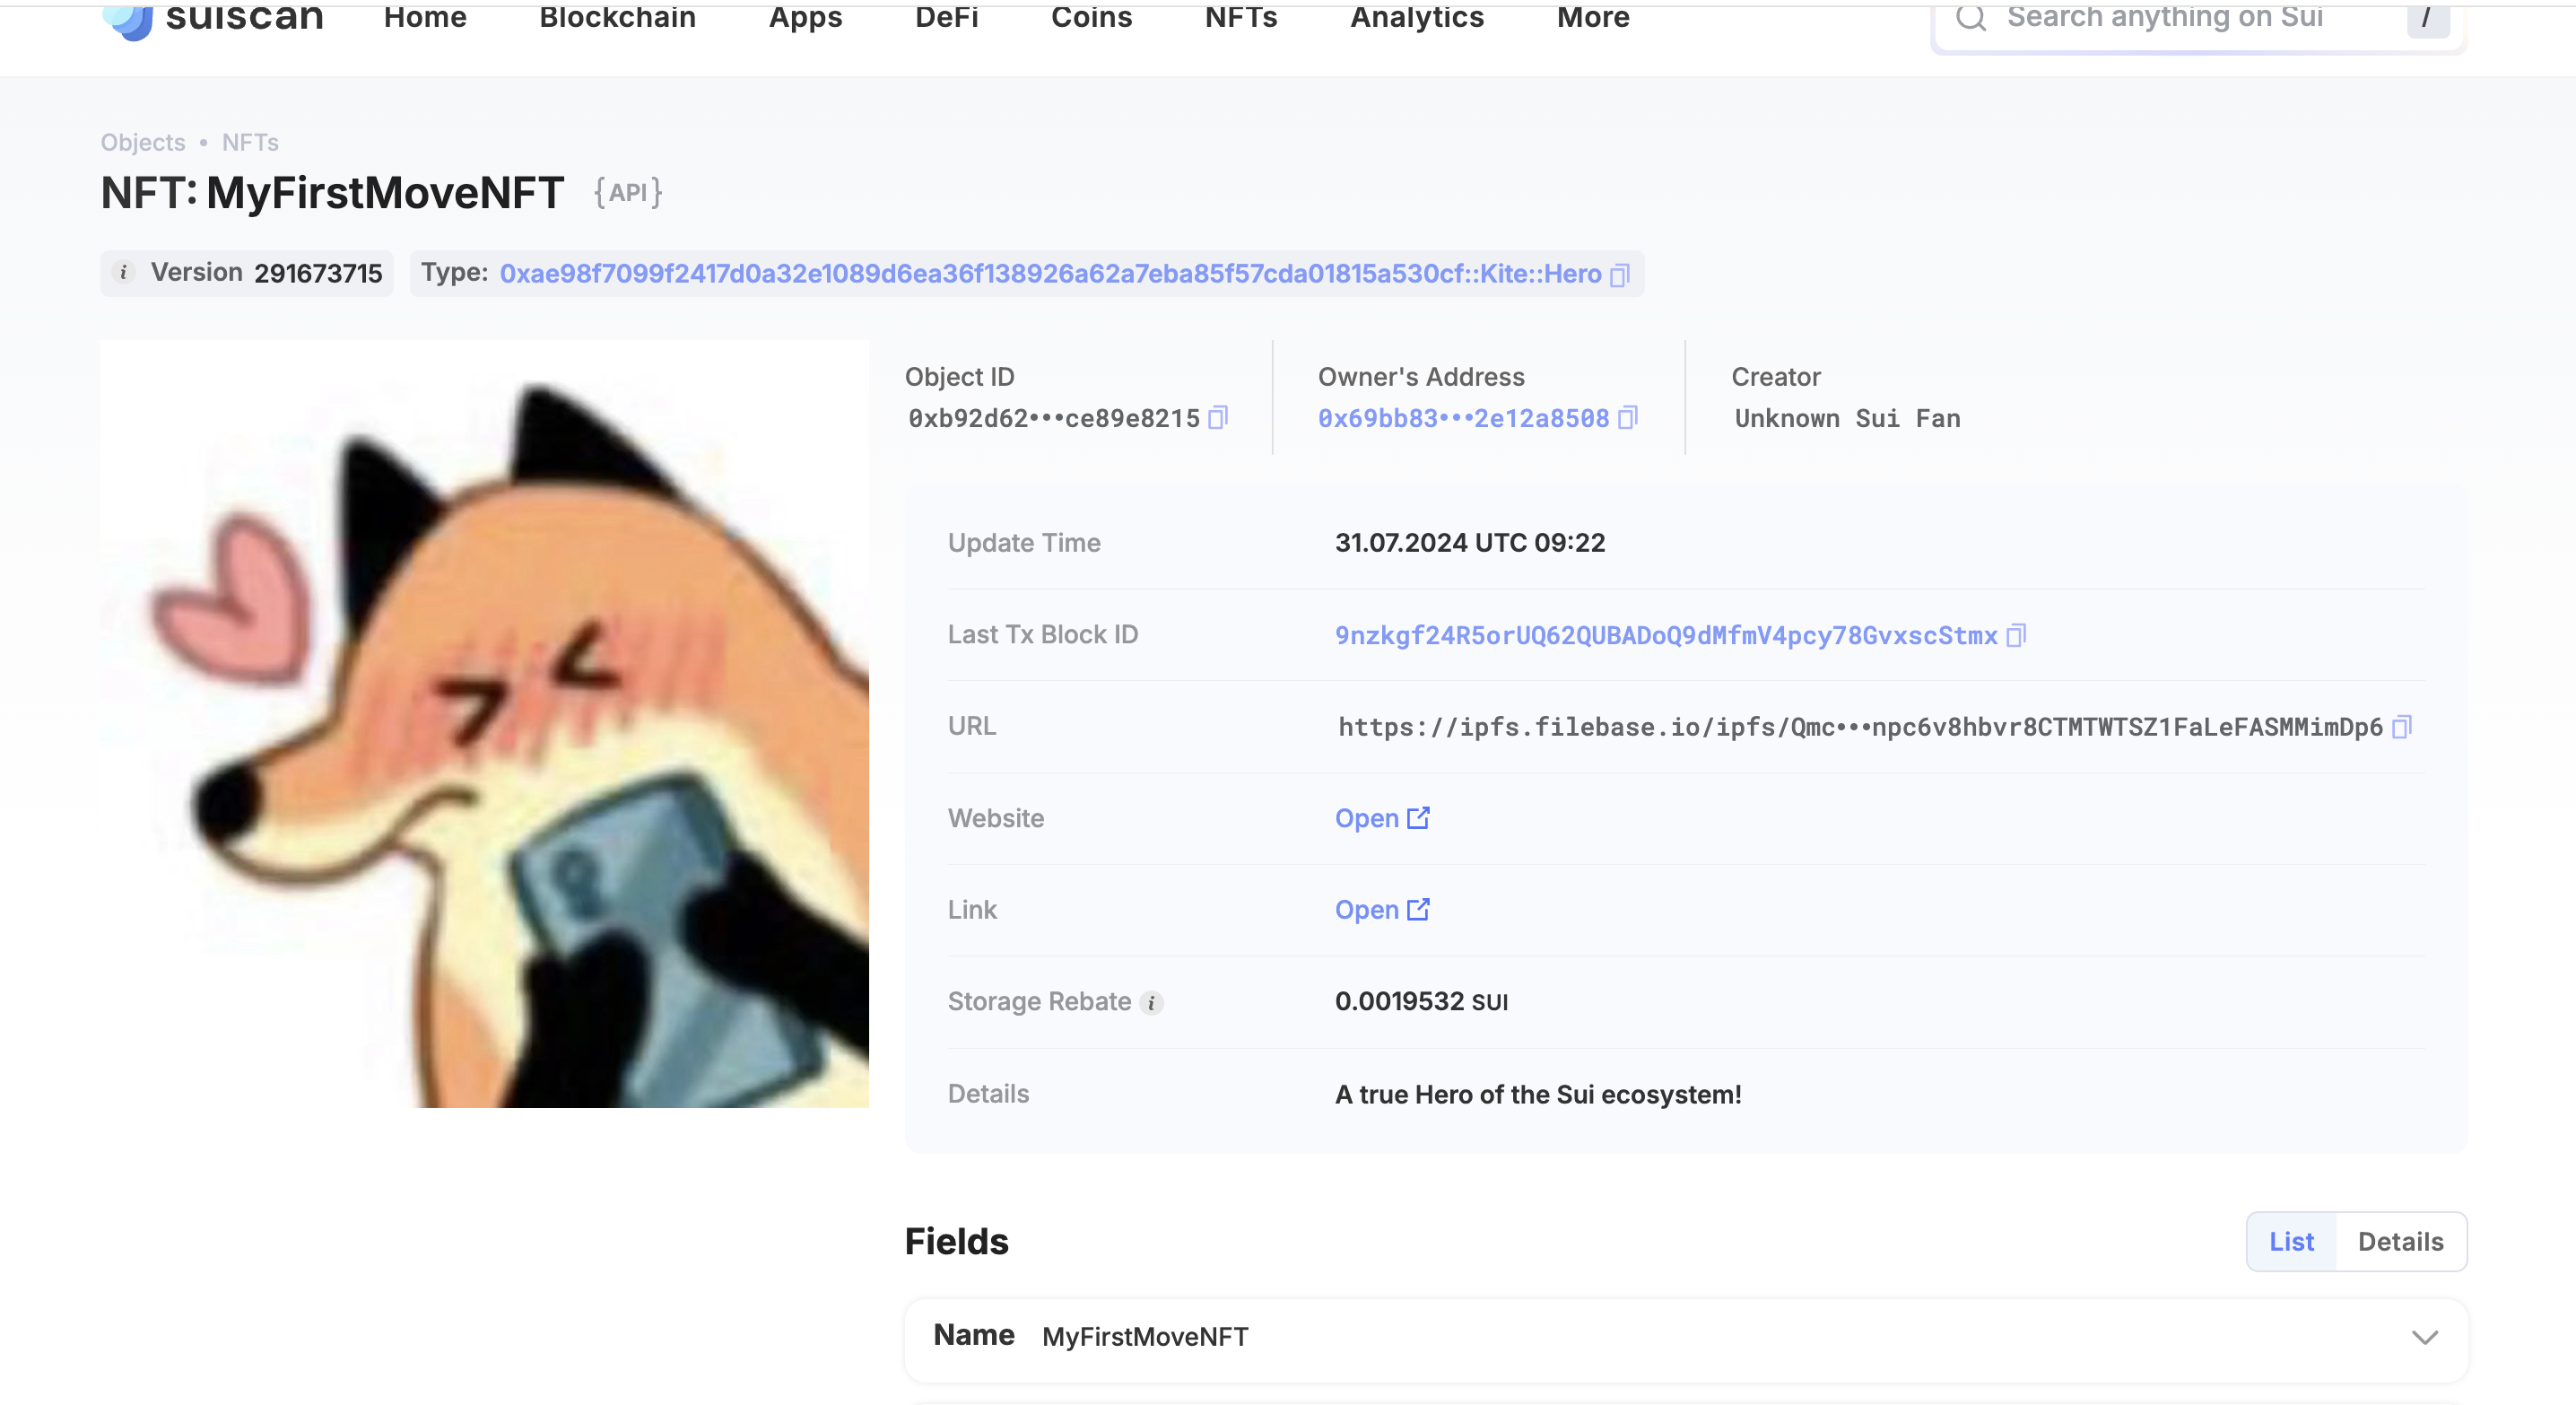 suiscan Home Blockchain Apps DeFi Coins NFTs Analytics More Search anything on Sui /
Objects • NFTs
NFT: MyFirstMoveNFT {API}
i Version 291673715 Type: 0xae98f7099f2417d0a32e1089d6ea36f138926a62a7eba85f57cda01815a530cf::Kite::Hero
Object ID
0xb92d62•••ce89e8215
Owner's Address
0x69bb83•••2e12a8508
Creator
Unknown Sui Fan
Update Time 31.07.2024 UTC 09:22
Last Tx Block ID 9nzkgf24R5orUQ62QUBADoQ9dMfmV4pcy78GvxscStmx
URL https://ipfs.filebase.io/ipfs/Qmc•••npc6v8hbvr8CTMTWTSZ1FaLeFASMMimDp6
Website Open
Link Open
Storage Rebate i 0.0019532 SUI
Details A true Hero of the Sui ecosystem!
Fields List Details
Name MyFirstMoveNFT